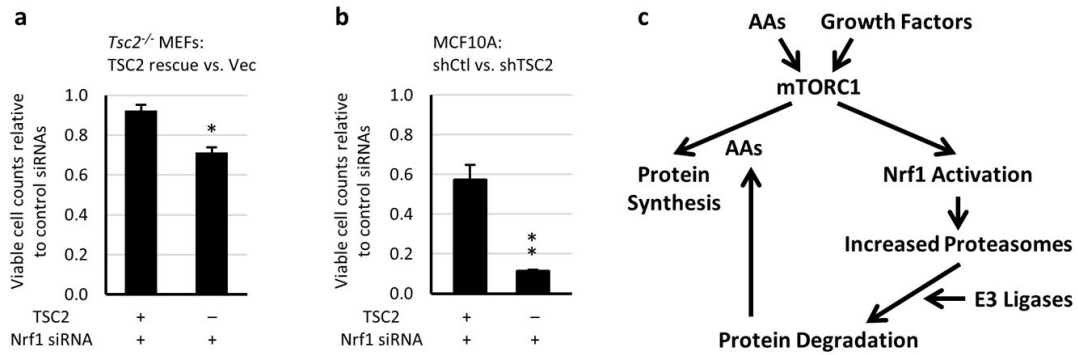 a
Tsc2-/- MEFs:
TSC2 rescue vs. Vec
Viable cell counts relative
to control siRNAs
1.0
0.8
0.6
0.4
0.2
0.0
*
TSC2 + –
Nrf1 siRNA + +
b
MCF10A:
shCtl vs. shTSC2
Viable cell counts relative
to control siRNAs
1.0
0.8
0.6
0.4
0.2
0.0
*
*
TSC2 + –
Nrf1 siRNA + +
c
AAs Growth Factors
mTORC1
AAs
Protein
Synthesis
Nrf1 Activation
Increased Proteasomes
E3 Ligases
Protein Degradation